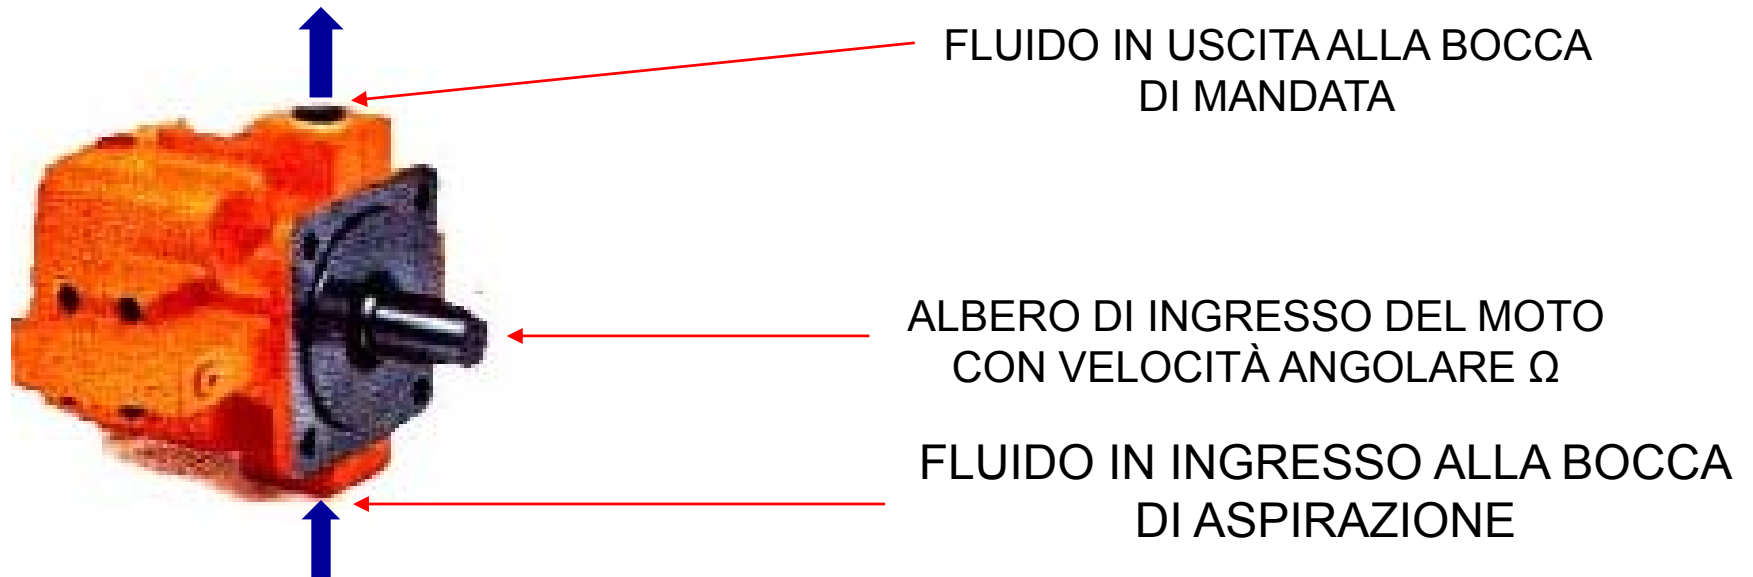 FLUIDO IN USCITA ALLA BOCCA
DI MANDATA
ALBERO DI INGRESSO DEL MOTO
CON VELOCITÀ ANGOLARE Ω
FLUIDO IN INGRESSO ALLA BOCCA
DI ASPIRAZIONE